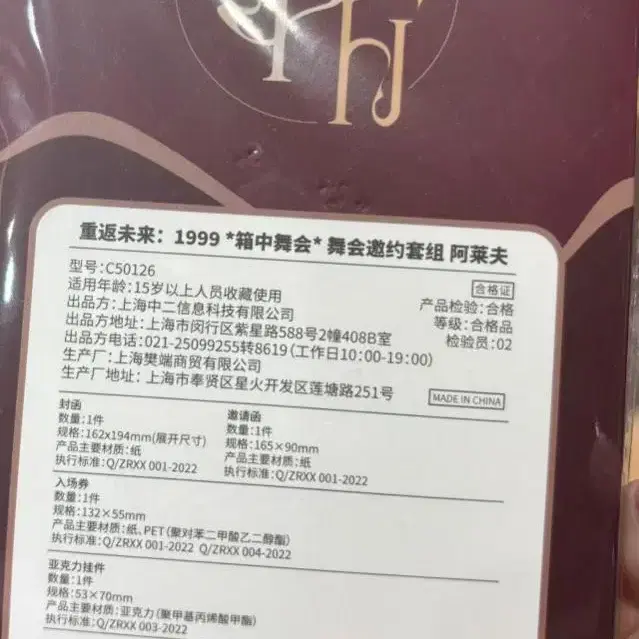 重返未来：1999 *箱中舞会* 舞会邀约套组 阿莱夫
型号：C50126
适用年龄：15岁以上人员收藏使用
出品方：上海中二信息科技有限公司
出品方地址：上海市闵行区紫星路588号2幢408B室
出品方电话：021-25099255转8619（工作日10:00-19:00）
生产厂：上海樊端商贸有限公司
生产厂地址：上海市奉贤区星火开发区莲塘路251号
合格证
产品检验：合格
等级：合格品
检验员：02
MADE IN CHINA
封函
数量：1件
规格：162x194mm（展开尺寸）
产品主要材质：纸
执行标准：Q/ZRXX 001-2022
邀请函
数量：1件
规格：165×90mm
产品主要材质：纸
执行标准：Q/ZRXX 001-2022
入场券
数量：1件
规格：132×55mm
产品主要材质：纸、PET（聚对苯二甲酸乙二醇酯）
执行标准：Q/ZRXX 001-2022 Q/ZRXX 004-2022
亚克力挂件
数量：1件
规格：53×70mm
产品主要材质：亚克力（聚甲基丙烯酸甲酯）
执行标准：Q/ZRXX 003-2022